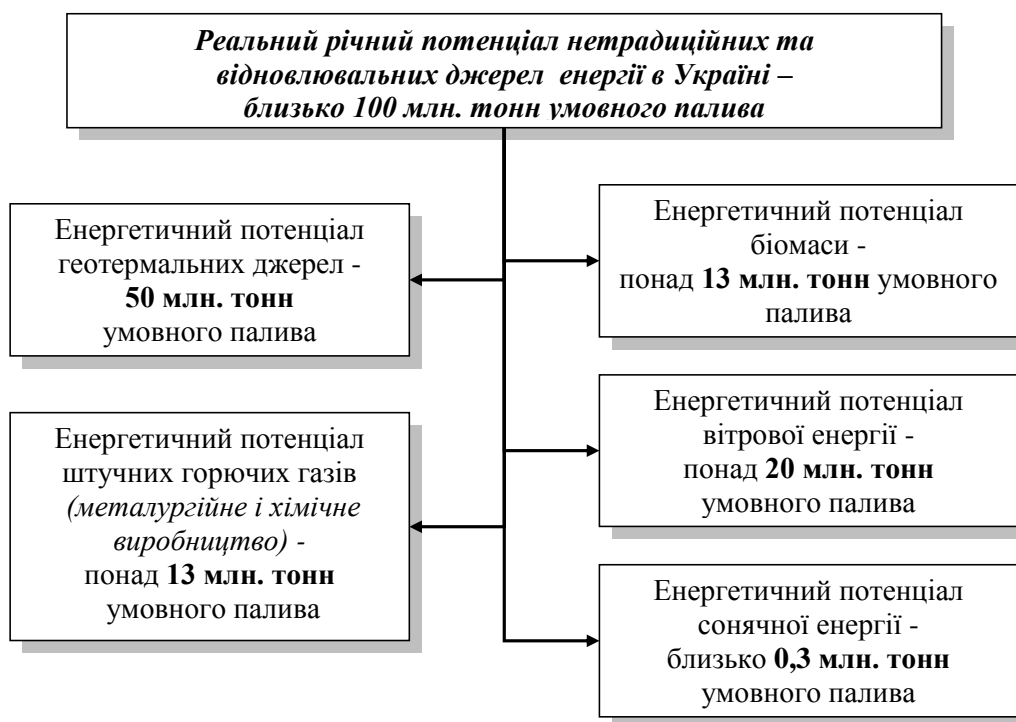 Реальний річний потенціал нетрадиційних та
відновлювальних джерел енергії в Україні –
близько 100 млн. тонн умовного палива
Енергетичний потенціал
геотермальних джерел -
50 млн. тонн
умовного палива
Енергетичний потенціал
біомаси -
понад 13 млн. тонн умовного
палива
Енергетичний потенціал
штучних горючих газів
(металургійне і хімічне
виробництво) -
понад 13 млн. тонн
умовного палива
Енергетичний потенціал
вітрової енергії -
понад 20 млн. тонн
умовного палива
Енергетичний потенціал
сонячної енергії -
близько 0,3 млн. тонн
умовного палива